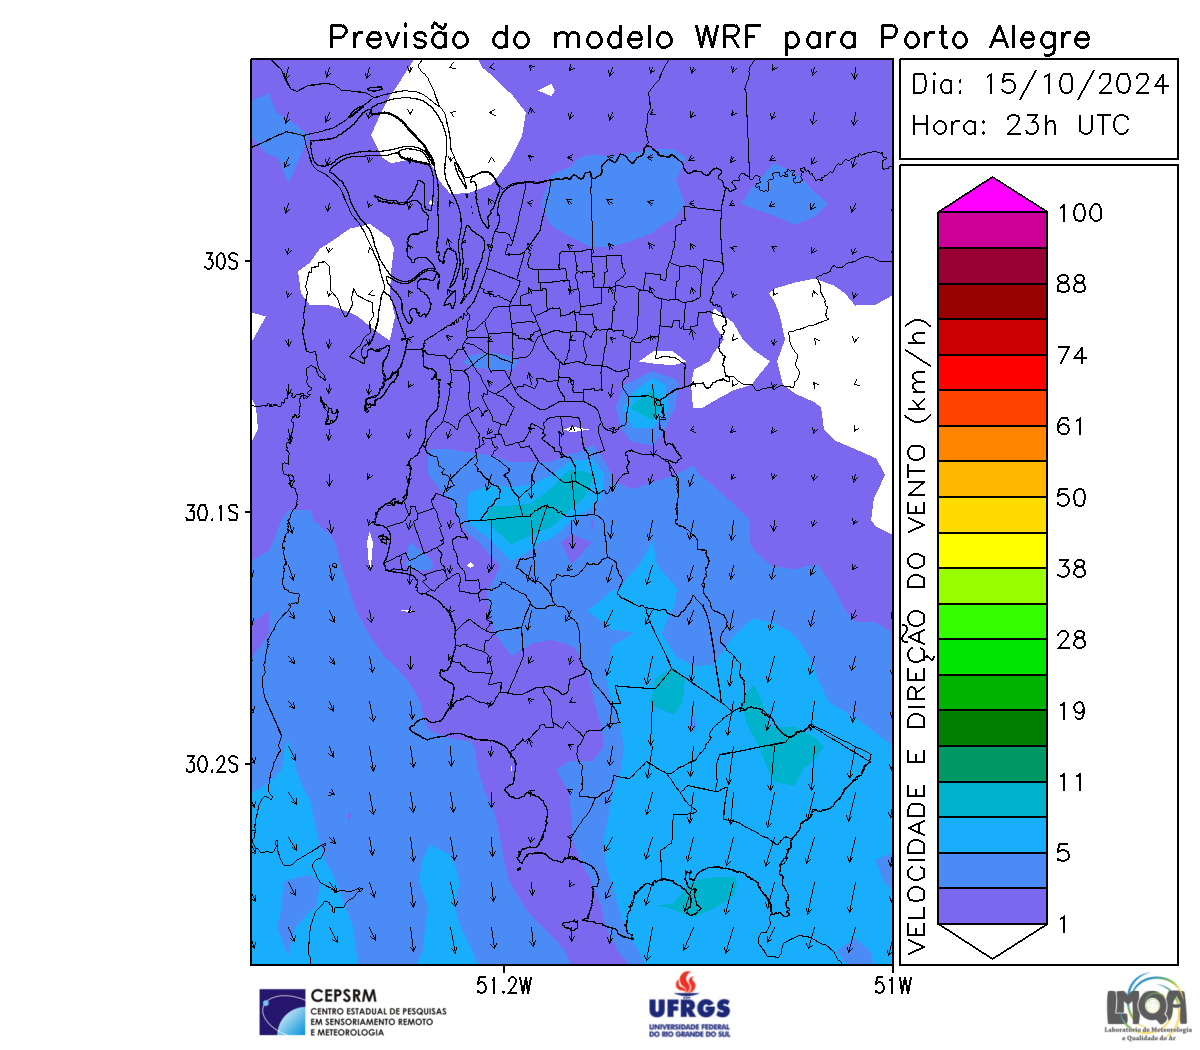 Previsão do modelo WRF para Porto Alegre
Dia: 15/10/2024
Hora: 23h UTC
30S
30.1S
30.2S
51.2W
51W
VELOCIDADE E DIREÇÃO DO VENTO (km/h)
100
88
74
61
50
38
28
19
11
5
1
CEPSRM
CENTRO ESTADUAL DE PESQUISAS
EM SENSORIAMENTO REMOTO
E METEOROLOGIA
UFRGS
UNIVERSIDADE FEDERAL
DO RIO GRANDE DO SUL
LMQA
Laboratório de Meteorologia
e Qualidade do Ar